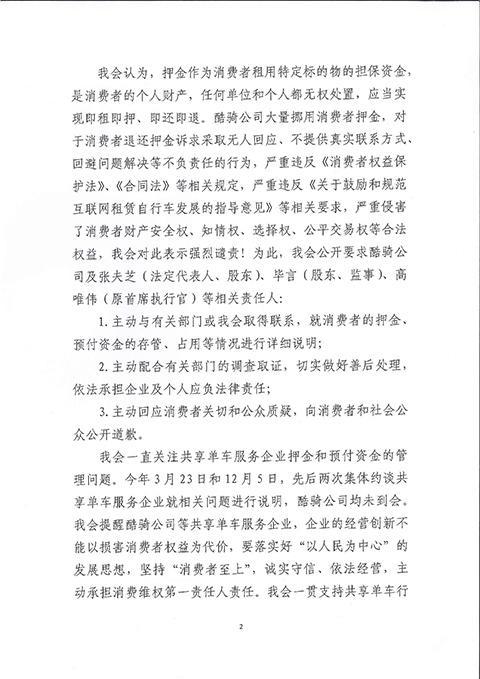 我会认为，押金作为消费者租用特定标的物的担保资金，
是消费者的个人财产，任何单位和个人都无权处置，应当实
现即租即押、即还即退。酷骑公司大量挪用消费者押金，对
于消费者退还押金诉求采取无人回应、不提供真实联系方式、
回避问题解决等不负责任的行为，严重违反《消费者权益保
护法》、《合同法》等相关规定，严重违反《关于鼓励和规范
互联网租赁自行车发展的指导意见》等相关要求，严重侵害
了消费者财产安全权、知情权、选择权、公平交易权等合法
权益，我会对此表示强烈谴责！为此，我会公开要求酷骑公
司及张夫芝（法定代表人、股东）、毕言（股东、监事）、高
唯伟（原首席执行官）等相关责任人：
1.主动与有关部门或我会取得联系，就消费者的押金、
预付资金的存管、占用等情况进行详细说明；
2.主动配合有关部门的调查取证，切实做好善后处理，
依法承担企业及个人应负法律责任；
3.主动回应消费者关切和公众质疑，向消费者和社会公
众公开道歉。
我会一直关注共享单车服务企业押金和预付资金的管
理问题。今年 3 月 23 日和 12 月 5 日，先后两次集体约谈共
享单车服务企业就相关问题进行说明，酷骑公司均未到会。
我会提醒酷骑公司等共享单车服务企业，企业的经营创新不
能以损害消费者权益为代价，要落实好“以人民为中心”的
发展思想，坚持“消费者至上”，诚实守信、依法经营，主
动承担消费维权第一责任人责任。我会一贯支持共享单车行
2